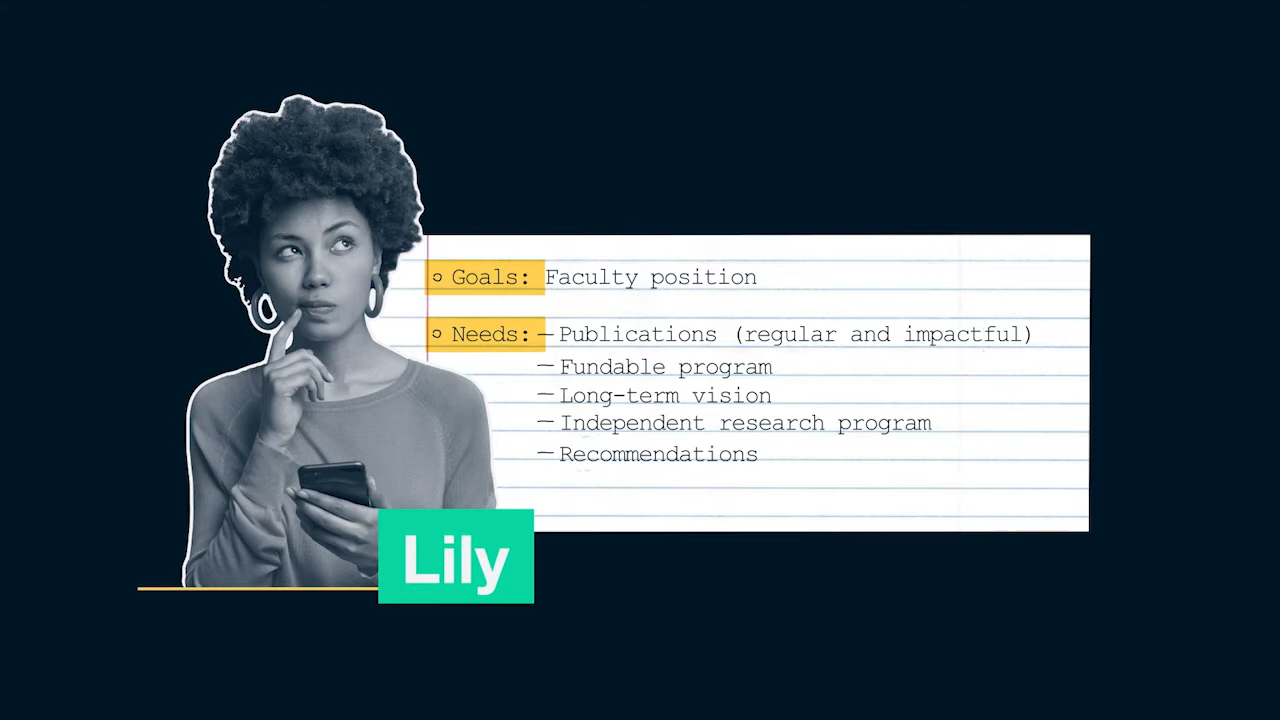 Goals: Faculty position
Needs: —Publications (regular and impactful)
—Fundable program
—Long-term vision
—Independent research program
—Recommendations
Lily